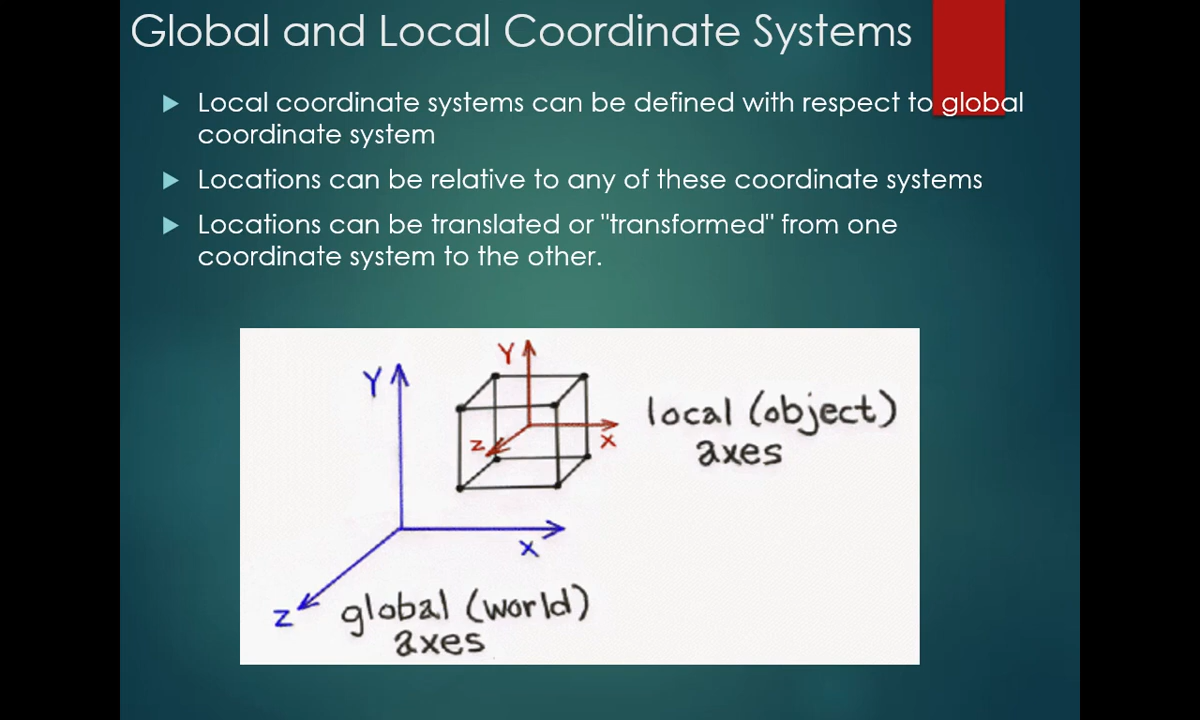 Global and Local Coordinate Systems
Local coordinate systems can be defined with respect to global
coordinate system
Locations can be relative to any of these coordinate systems
Locations can be translated or "transformed" from one
coordinate system to the other.
Y
Y
local (object)
axes
Z
X
X
Z
global (world)
axes